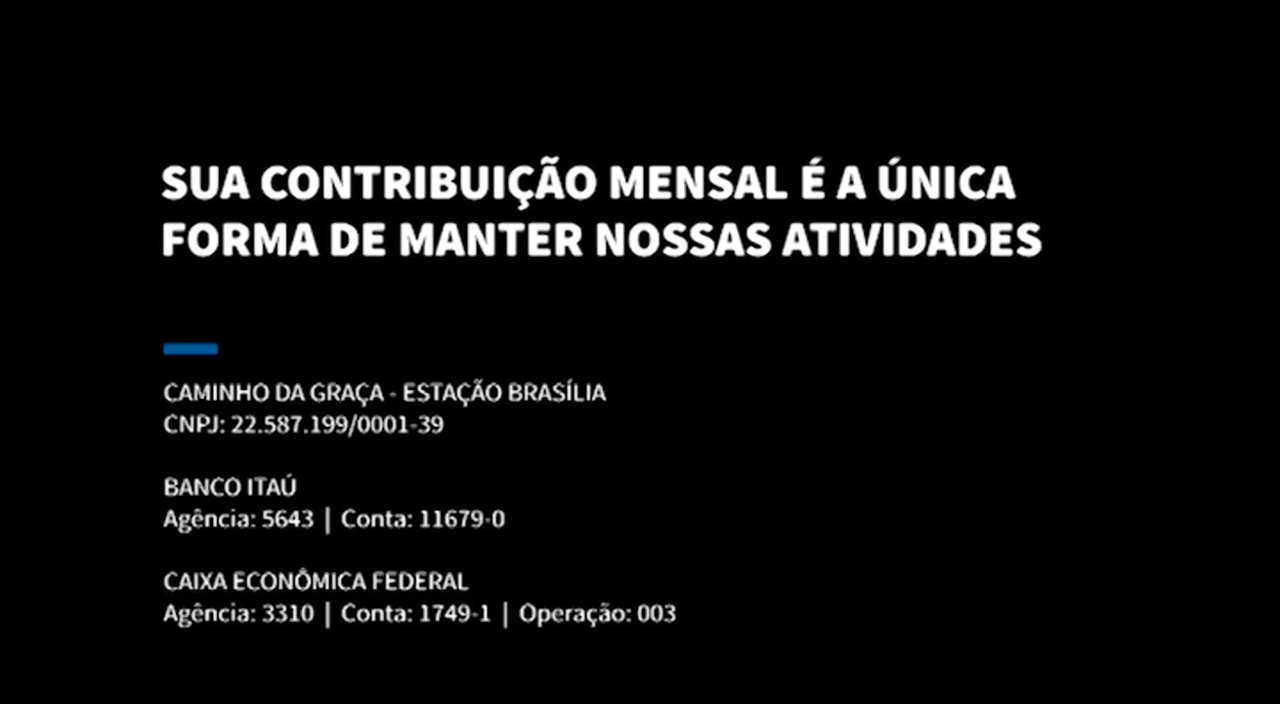 SUA CONTRIBUIÇÃO MENSAL É A ÚNICA
FORMA DE MANTER NOSSAS ATIVIDADES
CAMINHO DA GRAÇA - ESTAÇÃO BRASÍLIA
CNPJ: 22.587.199/0001-39
BANCO ITAÚ
Agência: 5643 | Conta: 11679-0
CAIXA ECONÔMICA FEDERAL
Agência: 3310 | Conta: 1749-1 | Operação: 003